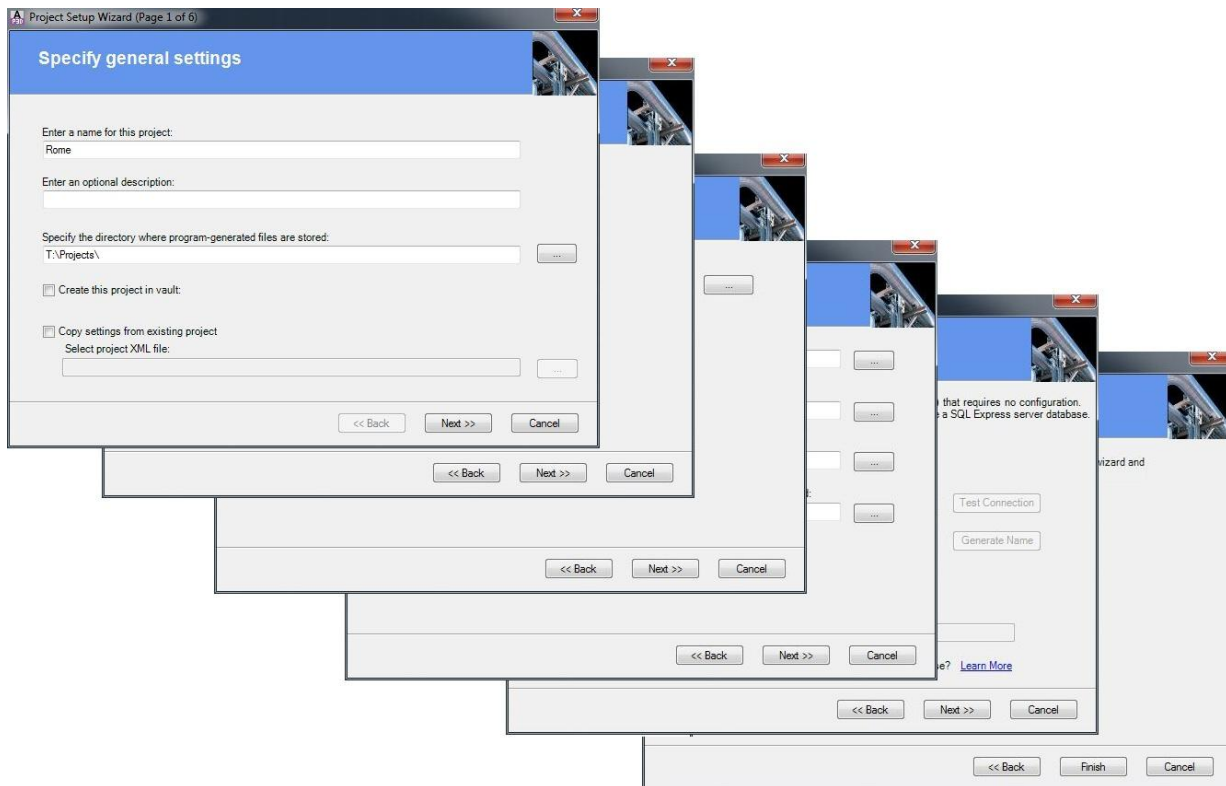 Project Setup Wizard (Page 1 of 6)
Specify general settings
Enter a name for this project:
Rome
Enter an optional description:
Specify the directory where program-generated files are stored:
T:\Projects\
...
Create this project in vault:
Copy settings from existing project
Select project XML file:
...
<< Back Next >> Cancel
...
<< Back Next >> Cancel
...
...
...
...
<< Back Next >> Cancel
<< Back Next >> Cancel
that requires no configuration.
a SQL Express server database.
Test Connection
Generate Name
Learn More
<< Back Next >> Cancel
wizard and
<< Back Finish Cancel